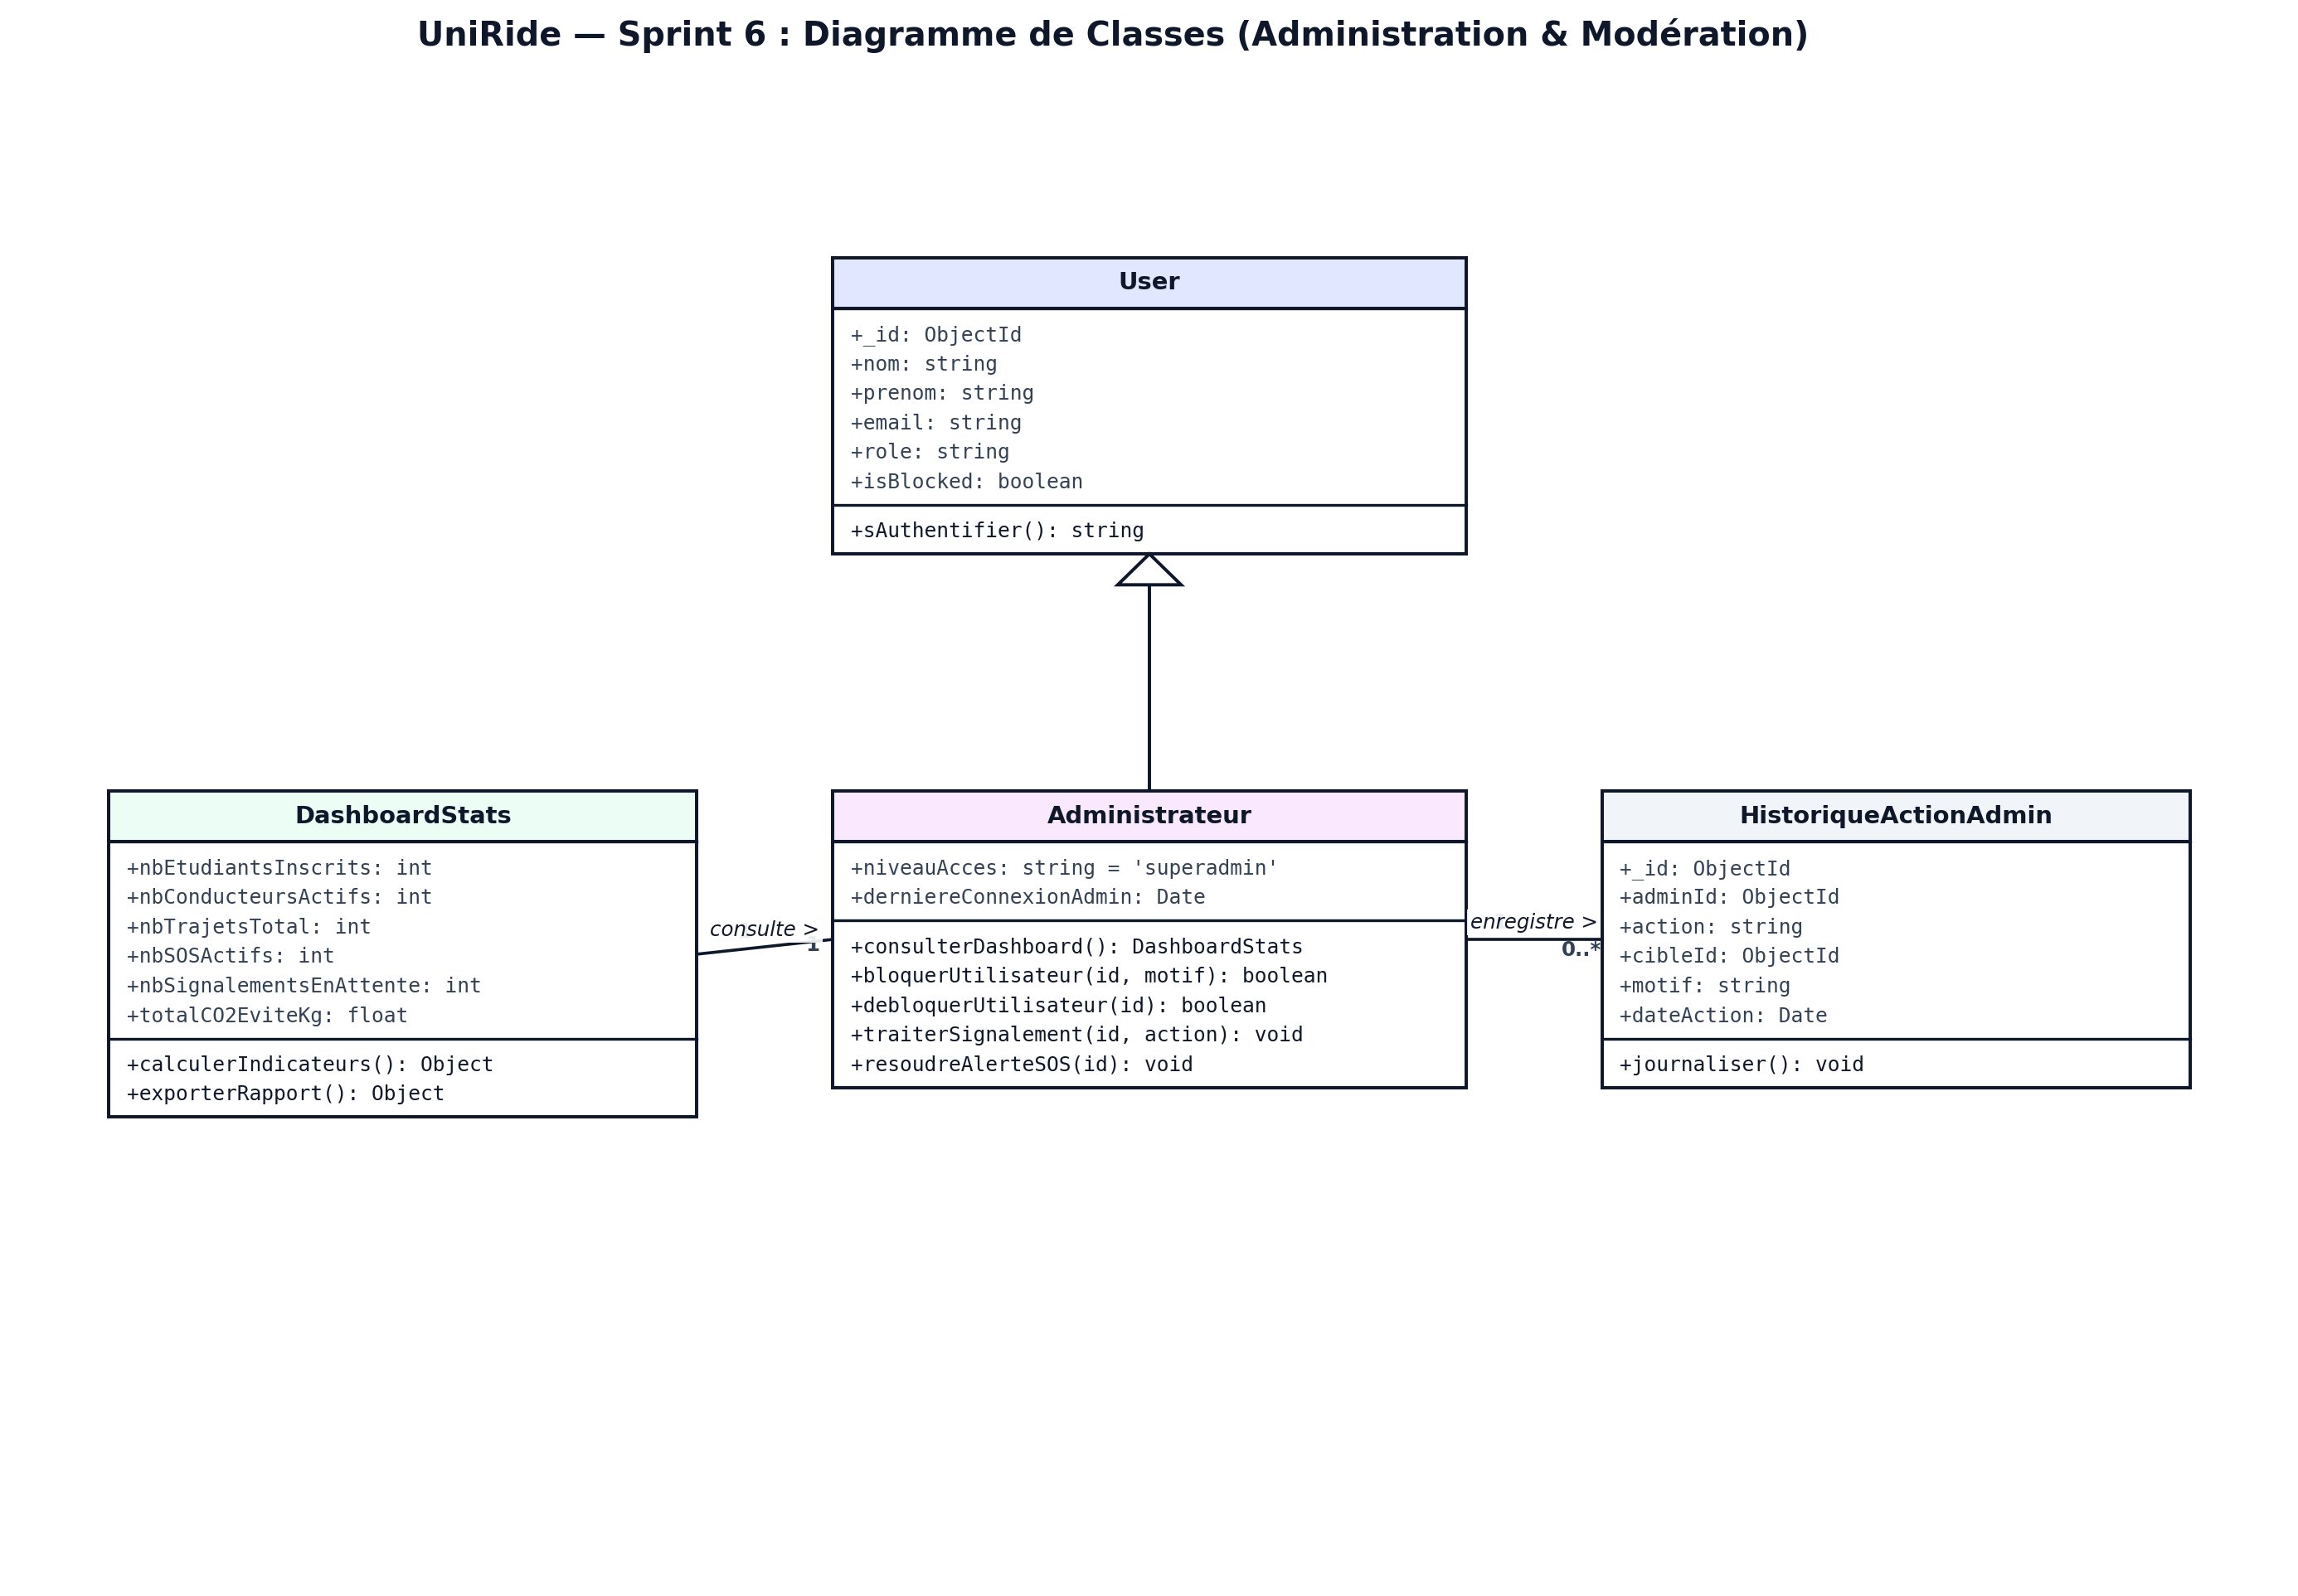 UniRide — Sprint 6 : Diagramme de Classes (Administration & Modération)
User
+_id: ObjectId
+nom: string
+prenom: string
+email: string
+role: string
+isBlocked: boolean
+sAuthentifier(): string
DashboardStats
+nbEtudiantsInscrits: int
+nbConducteursActifs: int
+nbTrajetsTotal: int
+nbSOSActifs: int
+nbSignalementsEnAttente: int
+totalCO2EviteKg: float
+calculerIndicateurs(): Object
+exporterRapport(): Object
consulte >
1
Administrateur
+niveauAcces: string = 'superadmin'
+derniereConnexionAdmin: Date
+consulterDashboard(): DashboardStats
+bloquerUtilisateur(id, motif): boolean
+debloquerUtilisateur(id): boolean
+traiterSignalement(id, action): void
+resoudreAlerteSOS(id): void
enregistre >
0..*
HistoriqueActionAdmin
+_id: ObjectId
+adminId: ObjectId
+action: string
+cibleId: ObjectId
+motif: string
+dateAction: Date
+journaliser(): void